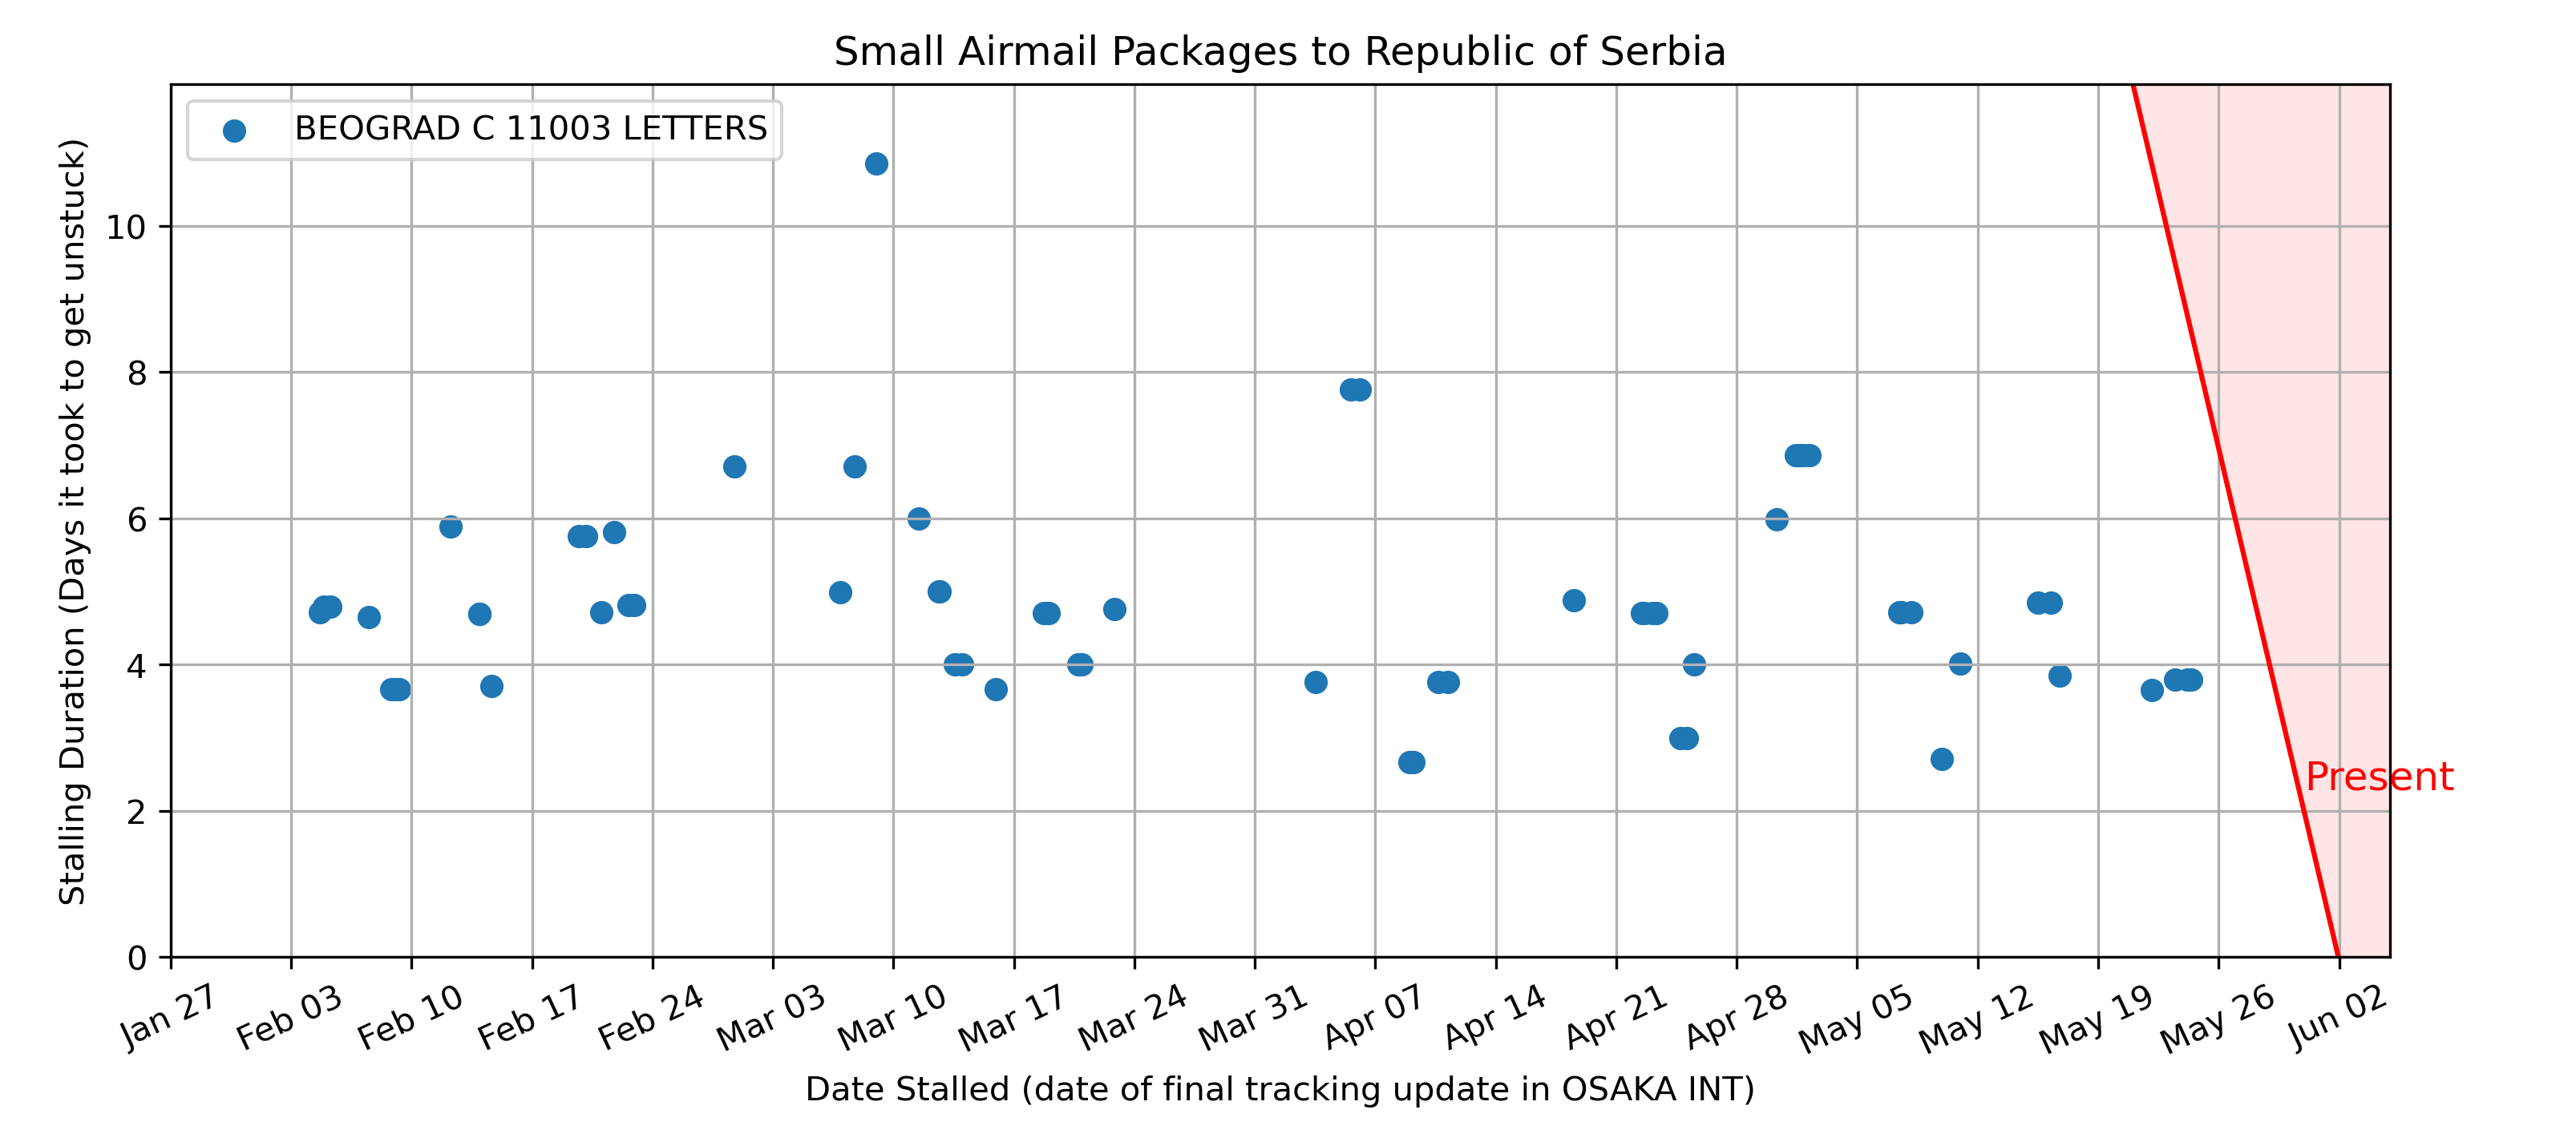 Small Airmail Packages to Republic of Serbia
BEOGRAD C 11003 LETTERS
Stalling Duration (Days it took to get unstuck)
10
8
6
4
2
0
Present
Jan 27
Feb 03
Feb 10
Feb 17
Feb 24
Mar 03
Mar 10
Mar 17
Mar 24
Mar 31
Apr 07
Apr 14
Apr 21
Apr 28
May 05
May 12
May 19
May 26
Jun 02
Date Stalled (date of final tracking update in OSAKA INT)